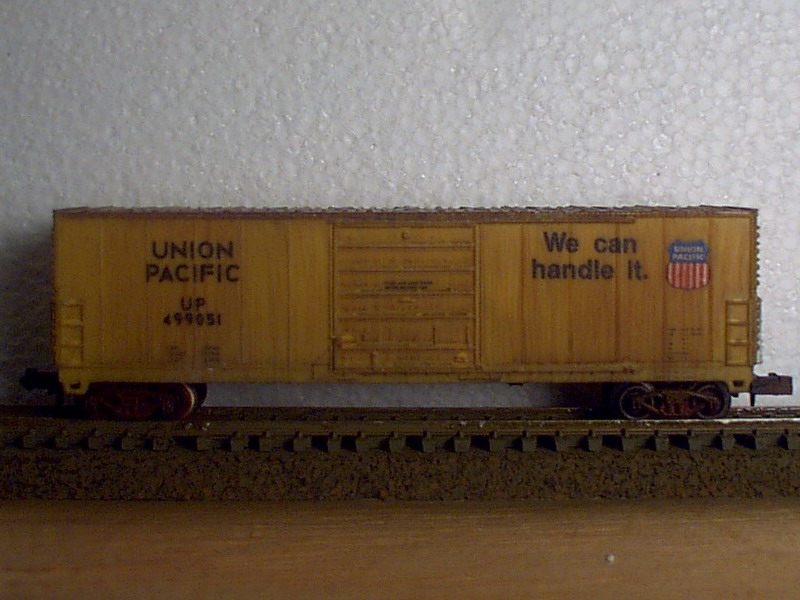 UNION
PACIFIC
UP
499051
We can
handle it.
UNION
PACIFIC